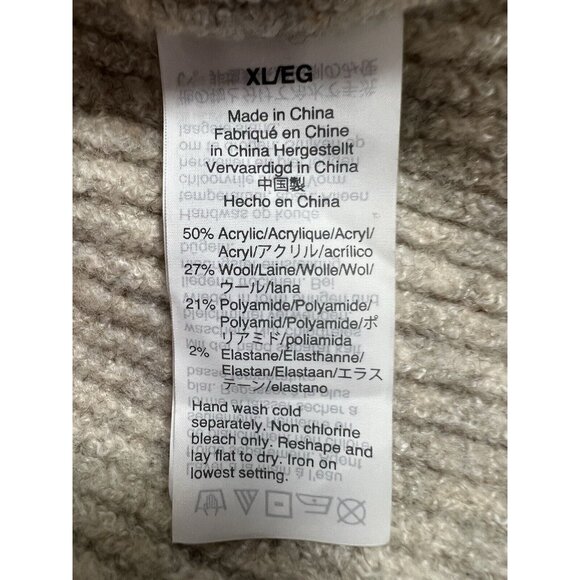 XL/EG
Made in China
Fabriqué en Chine
in China Hergestellt
Vervaardigd in China
中国製
Hecho en China
50% Acrylic/Acrylique/Acryl/
Acryl/アクリル/acrílico
27% Wool/Laine/Wolle/Wol/
ウール/lana
21% Polyamide/Polyamide/
Polyamid/Polyamide/ポ
リアミド/poliamida
2% Elastane/Élasthanne/
Elastan/Elastaan/エラス
テーン/elastano
Hand wash cold
separately. Non chlorine
bleach only. Reshape and
lay flat to dry. Iron on
lowest setting.